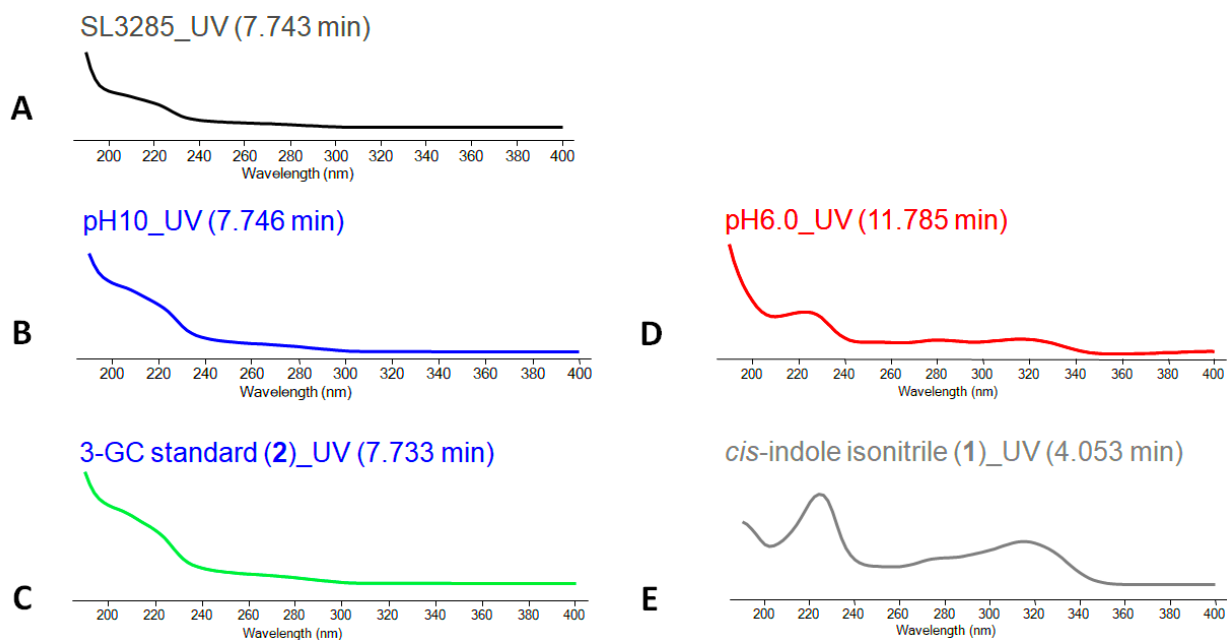 SL3285_UV (7.743 min)
A
200 220 240 260 280 300 320 340 360 380 400
Wavelength (nm)
pH10_UV (7.746 min)
B
200 220 240 260 280 300 320 340 360 380 400
Wavelength (nm)
3-GC standard (2)_UV (7.733 min)
C
200 220 240 260 280 300 320 340 360 380 400
Wavelength (nm)
pH6.0_UV (11.785 min)
D
200 220 240 260 280 300 320 340 360 380 400
Wavelength (nm)
cis-indole isonitrile (1)_UV (4.053 min)
E
200 220 240 260 280 300 320 340 360 380 400
Wavelength (nm)